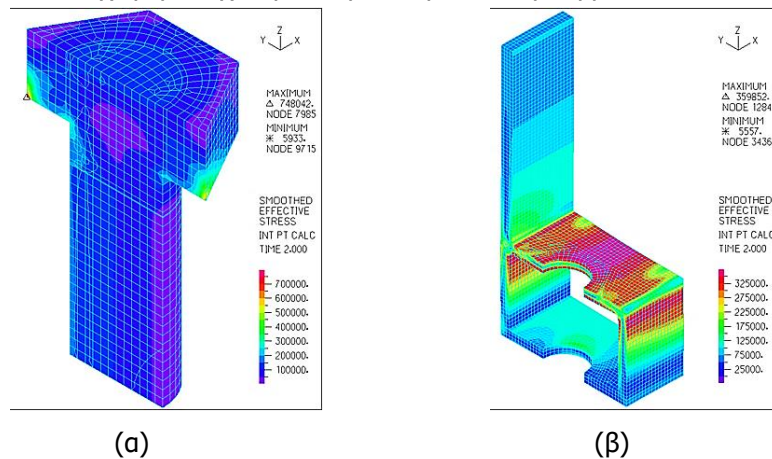 Z
Y X
MAXIMUM
△ 748042.
NODE 7985
MINIMUM
✳ 5933.
NODE 9715
SMOOTHED
EFFECTIVE
STRESS
INT PT CALC
TIME 2.000
700000.
600000.
500000.
400000.
300000.
200000.
100000.
(α)
Z
Y X
MAXIMUM
△ 359852.
NODE 1284
MINIMUM
✳ 5557.
NODE 3436
SMOOTHED
EFFECTIVE
STRESS
INT PT CALC
TIME 2.000
325000.
275000.
225000.
175000.
125000.
75000.
25000.
(β)